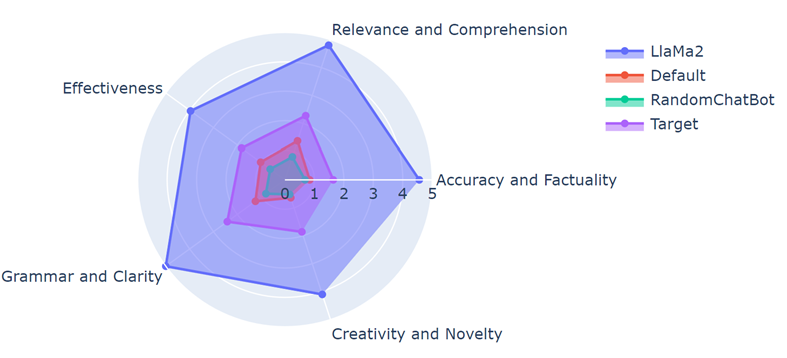 Relevance and Comprehension
LlaMa2
Default
RandomChatBot
Target
Effectiveness
0 1 2 3 4 5
Accuracy and Factuality
Grammar and Clarity
Creativity and Novelty